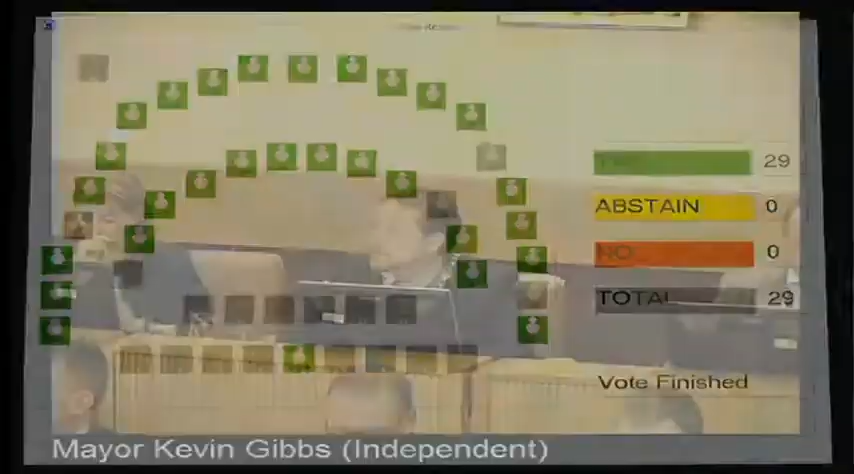 29
ABSTAIN 0
NO 0
TOTAL 29
Vote Finished
Mayor Kevin Gibbs (Independent)